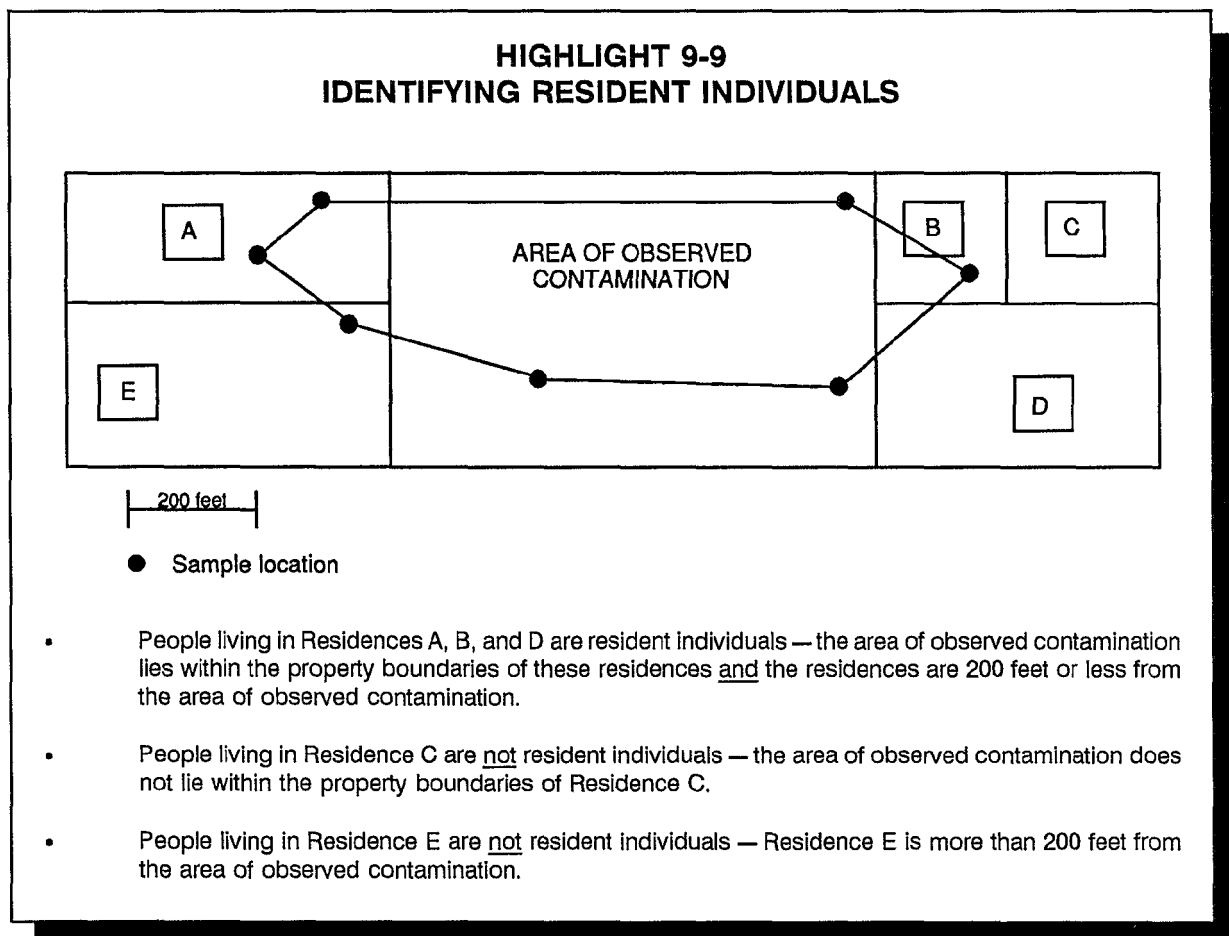 HIGHLIGHT 9-9
IDENTIFYING RESIDENT INDIVIDUALS
A
AREA OF OBSERVED
CONTAMINATION
B
C
E
D
200 feet
Sample location
• People living in Residences A, B, and D are resident individuals — the area of observed contamination
lies within the property boundaries of these residences and the residences are 200 feet or less from
the area of observed contamination.
• People living in Residence C are not resident individuals — the area of observed contamination does
not lie within the property boundaries of Residence C.
• People living in Residence E are not resident individuals — Residence E is more than 200 feet from
the area of observed contamination.